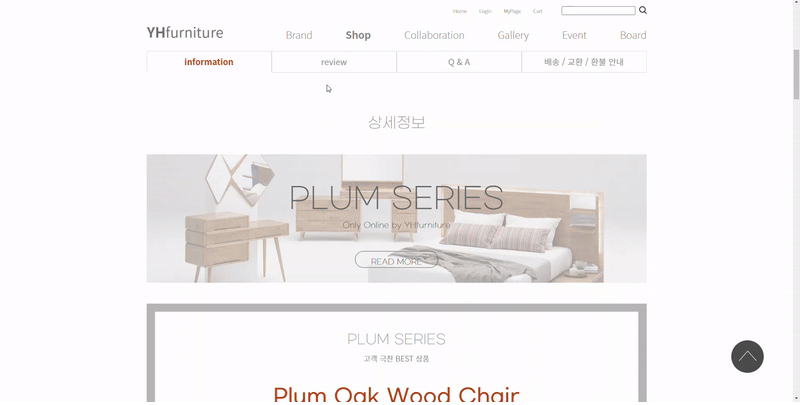 Home Login MyPage Cart
YHfurniture
Brand Shop Collaboration Gallery Event Board
information review Q & A 배송 / 교환 / 환불 안내
상세정보
PLUM SERIES
Only Online by YHfurniture
READ MORE
PLUM SERIES
고객 극찬 BEST 상품
Plum Oak Wood Chair